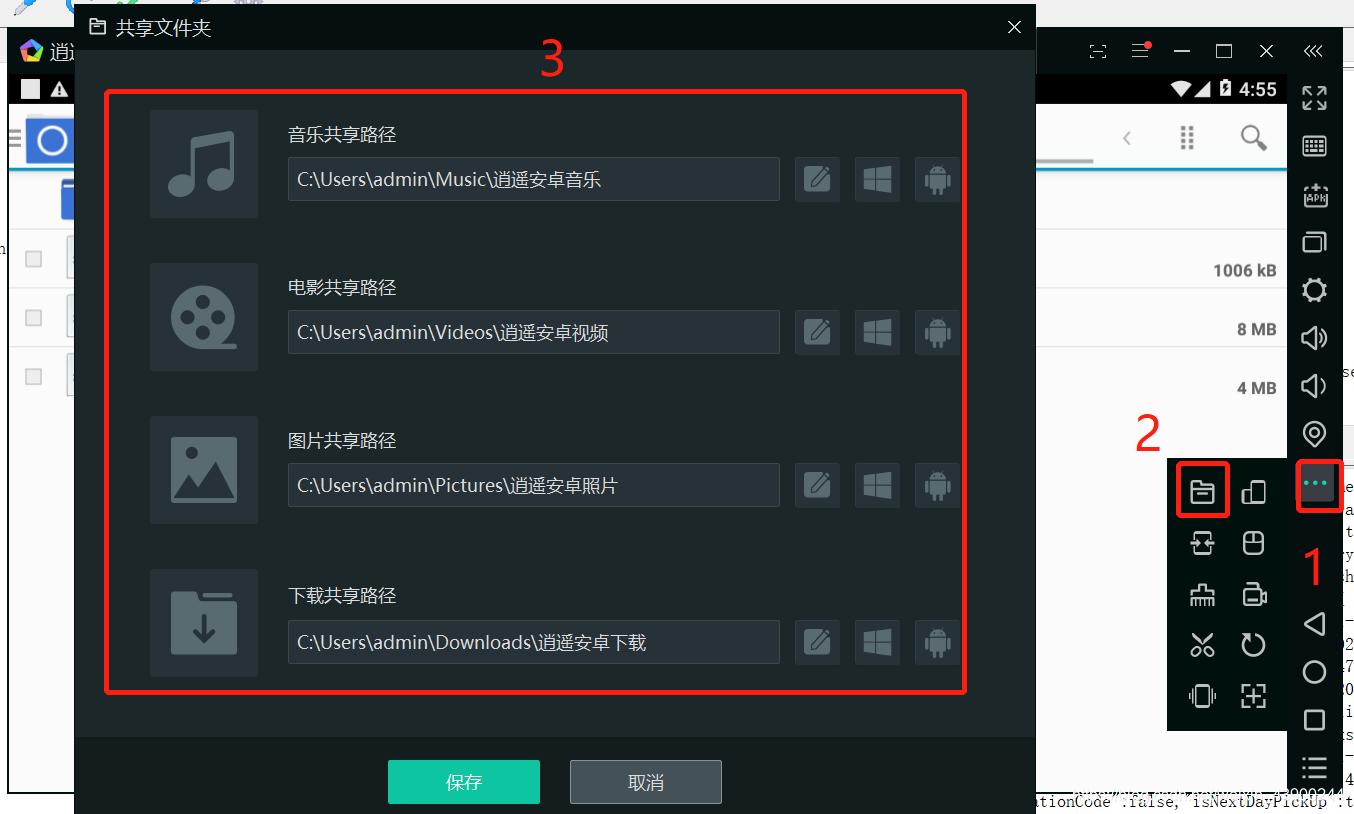 共享文件夹
逍遥
3
4:55
音乐共享路径
C:\Users\admin\Music\逍遥安卓音乐
APK
电影共享路径
C:\Users\admin\Videos\逍遥安卓视频
1006 kB
8 MB
4 MB
图片共享路径
C:\Users\admin\Pictures\逍遥安卓照片
2
1
下载共享路径
C:\Users\admin\Downloads\逍遥安卓下载
保存
取消
ationCode":false, "isNextDayPickUp":t